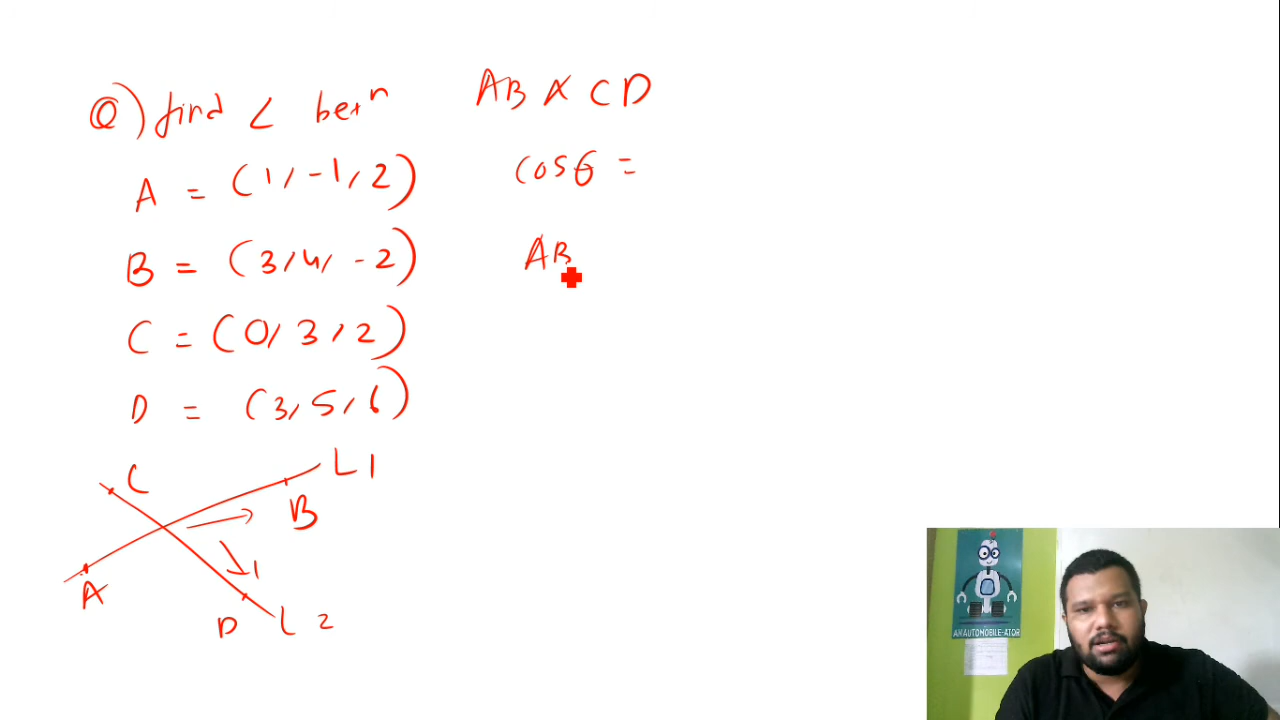 Q) find ∠ betⁿ AB & CD
A = (1, -1, 2)
cosθ =
B = (3, 4, -2)
AB
C = (0, 3, 2)
D = (3, 5, 6)
C
L1
B
A
D
L2
AMAUTOMOBILE-ATOR